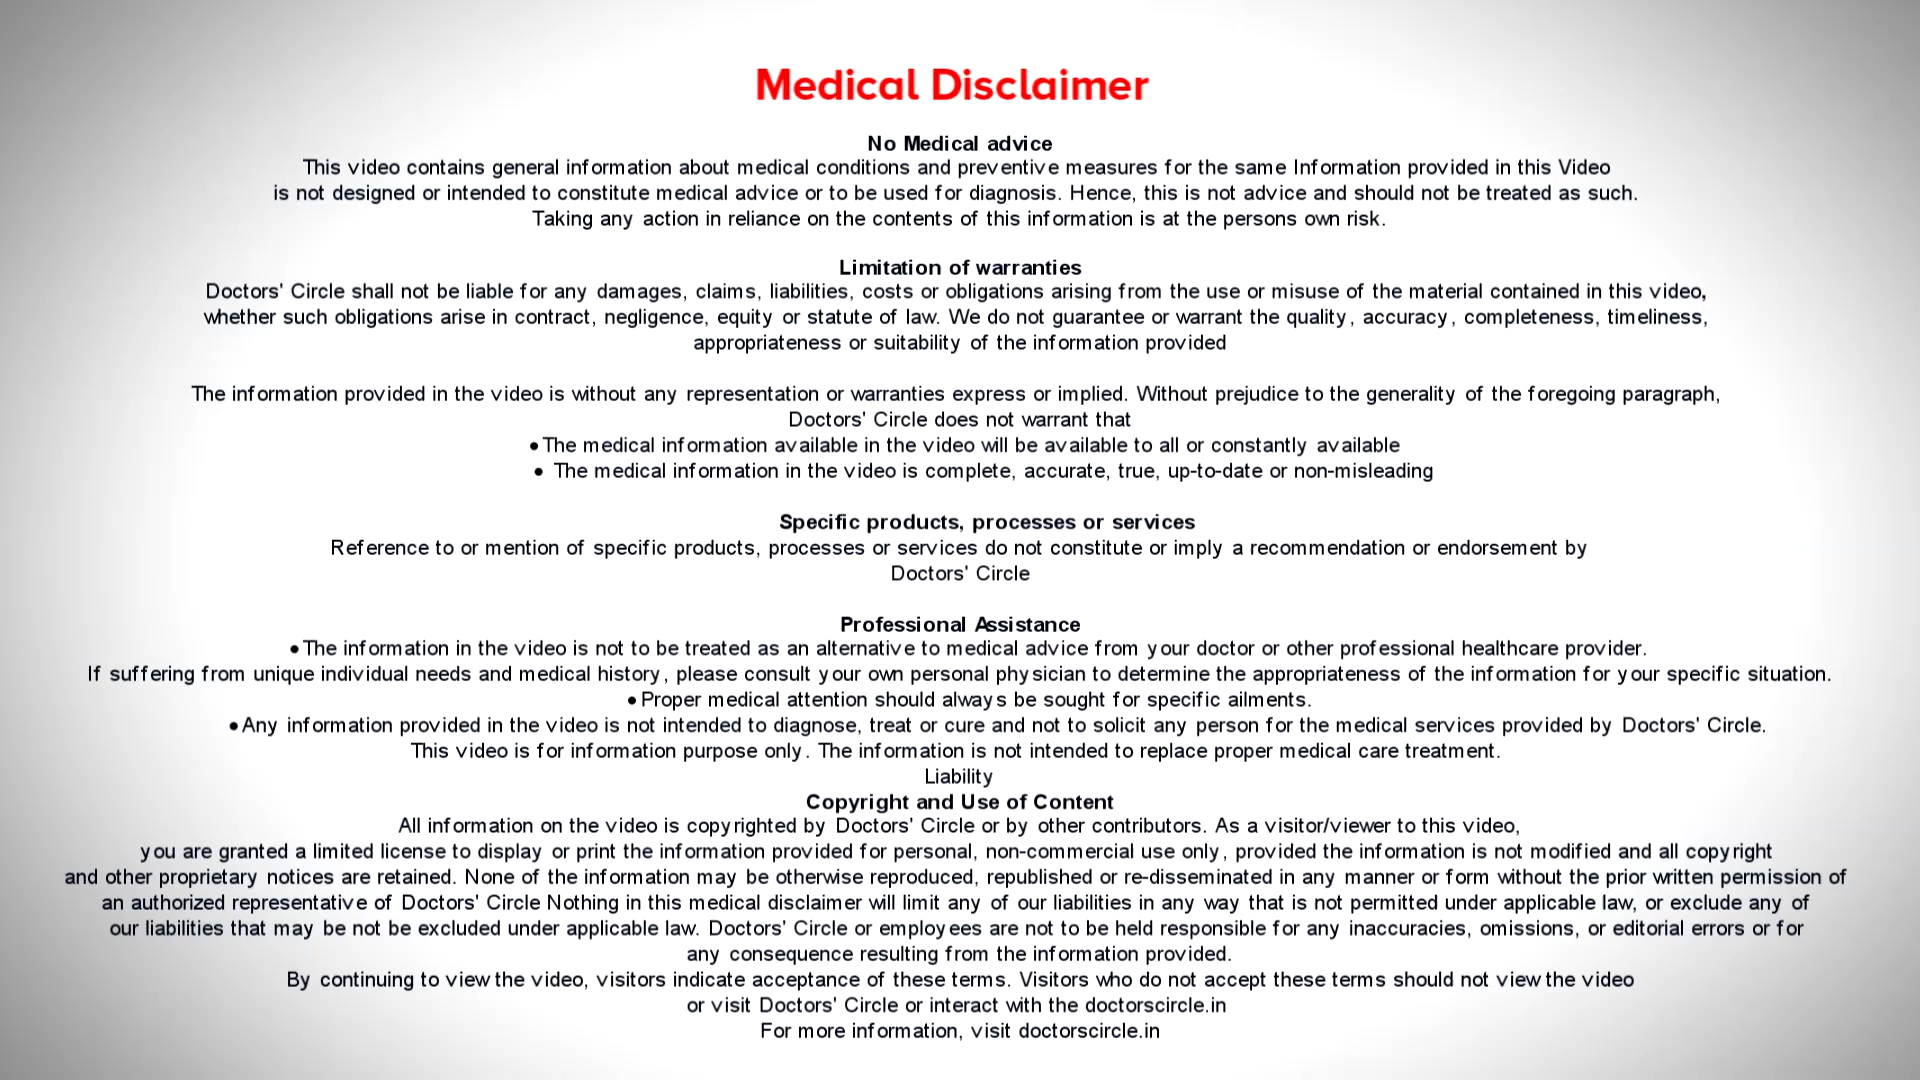 Medical Disclaimer
No Medical advice
This video contains general information about medical conditions and preventive measures for the same Information provided in this Video
is not designed or intended to constitute medical advice or to be used for diagnosis. Hence, this is not advice and should not be treated as such.
Taking any action in reliance on the contents of this information is at the persons own risk.
Limitation of warranties
Doctors' Circle shall not be liable for any damages, claims, liabilities, costs or obligations arising from the use or misuse of the material contained in this video,
whether such obligations arise in contract, negligence, equity or statute of law. We do not guarantee or warrant the quality, accuracy, completeness, timeliness,
appropriateness or suitability of the information provided
The information provided in the video is without any representation or warranties express or implied. Without prejudice to the generality of the foregoing paragraph,
Doctors' Circle does not warrant that
•The medical information available in the video will be available to all or constantly available
• The medical information in the video is complete, accurate, true, up-to-date or non-misleading
Specific products, processes or services
Reference to or mention of specific products, processes or services do not constitute or imply a recommendation or endorsement by
Doctors' Circle
Professional Assistance
•The information in the video is not to be treated as an alternative to medical advice from your doctor or other professional healthcare provider.
If suffering from unique individual needs and medical history, please consult your own personal physician to determine the appropriateness of the information for your specific situation.
•Proper medical attention should always be sought for specific ailments.
•Any information provided in the video is not intended to diagnose, treat or cure and not to solicit any person for the medical services provided by Doctors' Circle.
This video is for information purpose only. The information is not intended to replace proper medical care treatment.
Liability
Copyright and Use of Content
All information on the video is copyrighted by Doctors' Circle or by other contributors. As a visitor/viewer to this video,
you are granted a limited license to display or print the information provided for personal, non-commercial use only, provided the information is not modified and all copyright
and other proprietary notices are retained. None of the information may be otherwise reproduced, republished or re-disseminated in any manner or form without the prior written permission of
an authorized representative of Doctors' Circle Nothing in this medical disclaimer will limit any of our liabilities in any way that is not permitted under applicable law, or exclude any of
our liabilities that may be not be excluded under applicable law. Doctors' Circle or employees are not to be held responsible for any inaccuracies, omissions, or editorial errors or for
any consequence resulting from the information provided.
By continuing to view the video, visitors indicate acceptance of these terms. Visitors who do not accept these terms should not view the video
or visit Doctors' Circle or interact with the doctorscircle.in
For more information, visit doctorscircle.in